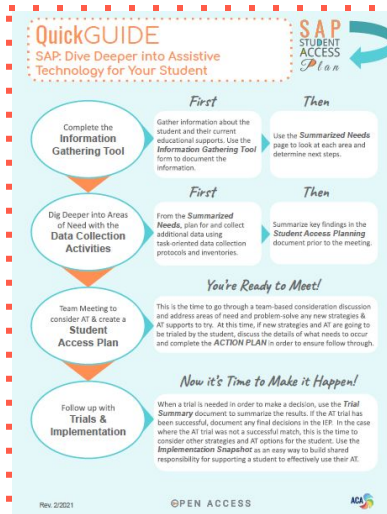 QuickGUIDE
SAP: Dive Deeper into Assistive
Technology for Your Student
SAP
STUDENT
ACCESS
Plan
Complete the
Information
Gathering Tool
First
Gather information about the
student and their current
educational supports. Use the
Information Gathering Tool
form to document the
information.
Then
Use the Summarized Needs
page to look at each area and
determine next steps.
Dig Deeper into Areas
of Need with the
Data Collection
Activities
First
From the Summarized
Needs, plan for and collect
additional data using
task-oriented data collection
protocols and inventories.
Then
Summarize key findings in the
Student Access Planning
document prior to the meeting.
Team Meeting to
consider AT & create a
Student
Access Plan
You're Ready to Meet!
This is the time to go through a team-based consideration discussion
and address areas of need and problem-solve any new strategies &
AT supports to try. At this time, if new strategies and AT are going to
be trialed by the student, discuss the details of what needs to occur
and complete the ACTION PLAN in order to ensure follow through.
Follow up with
Trials &
Implementation
Now it's Time to Make it Happen!
When a trial is needed in order to make a decision, use the Trial
Summary document to summarize the results. If the AT trial has
been successful, document any final decisions in the IEP. In the case
where the AT trial was not a successful match, this is the time to
consider other strategies and AT options for the student. Use the
Implementation Snapshot as an easy way to build shared
responsibility for supporting a student to effectively use their AT.
Rev. 2/2021
OPEN ACCESS
ACA